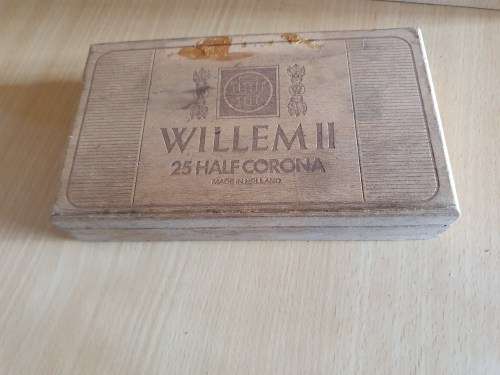 WILLEM II
25 HALF CORONA
MADE IN HOLLAND